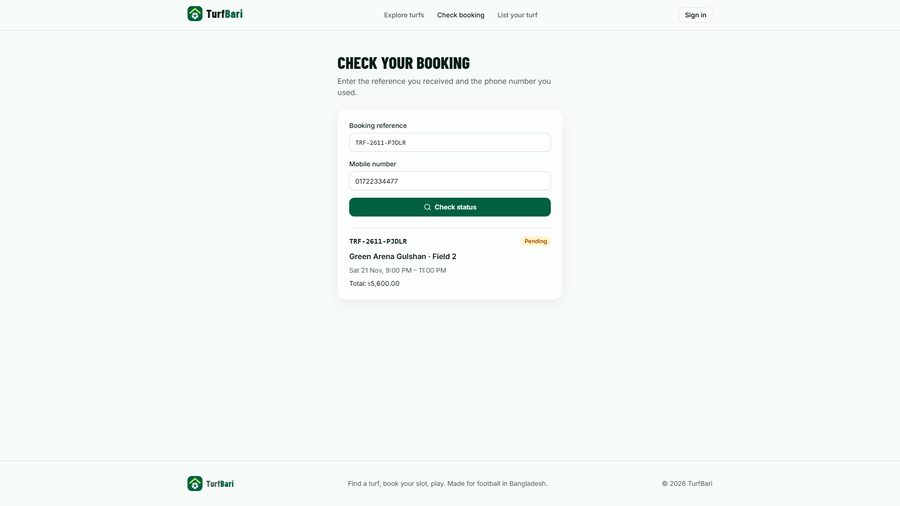 TurfBari
Explore turfs
Check booking
List your turf
Sign in
CHECK YOUR BOOKING
Enter the reference you received and the phone number you
used.
Booking reference
TRF-2611-PJDLR
Mobile number
01722334477
Check status
TRF-2611-PJDLR
Pending
Green Arena Gulshan · Field 2
Sat 21 Nov, 9:00 PM – 11:00 PM
Total: ৳5,600.00
TurfBari
Find a turf, book your slot, play. Made for football in Bangladesh.
© 2026 TurfBari